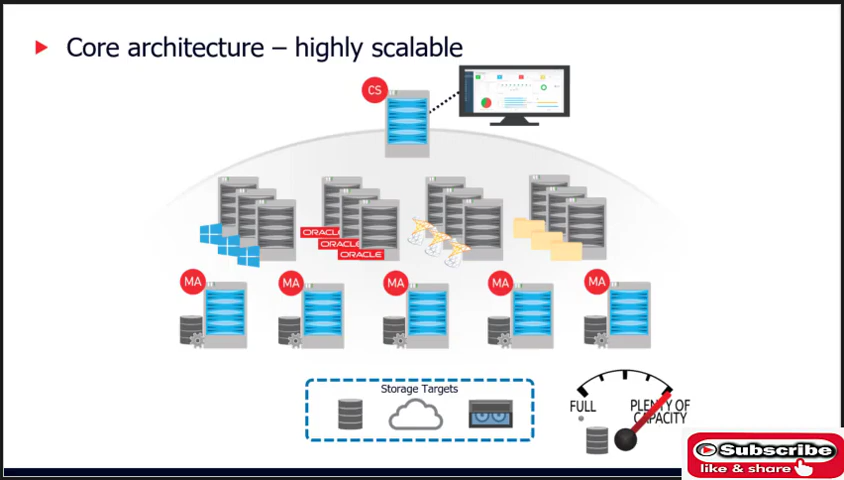 Core architecture – highly scalable
CS
ORACLE
ORACLE
ORACLE
MA
MA
MA
MA
MA
Storage Targets
FULL
PLENTY OF
CAPACITY
Subscribe
like & share